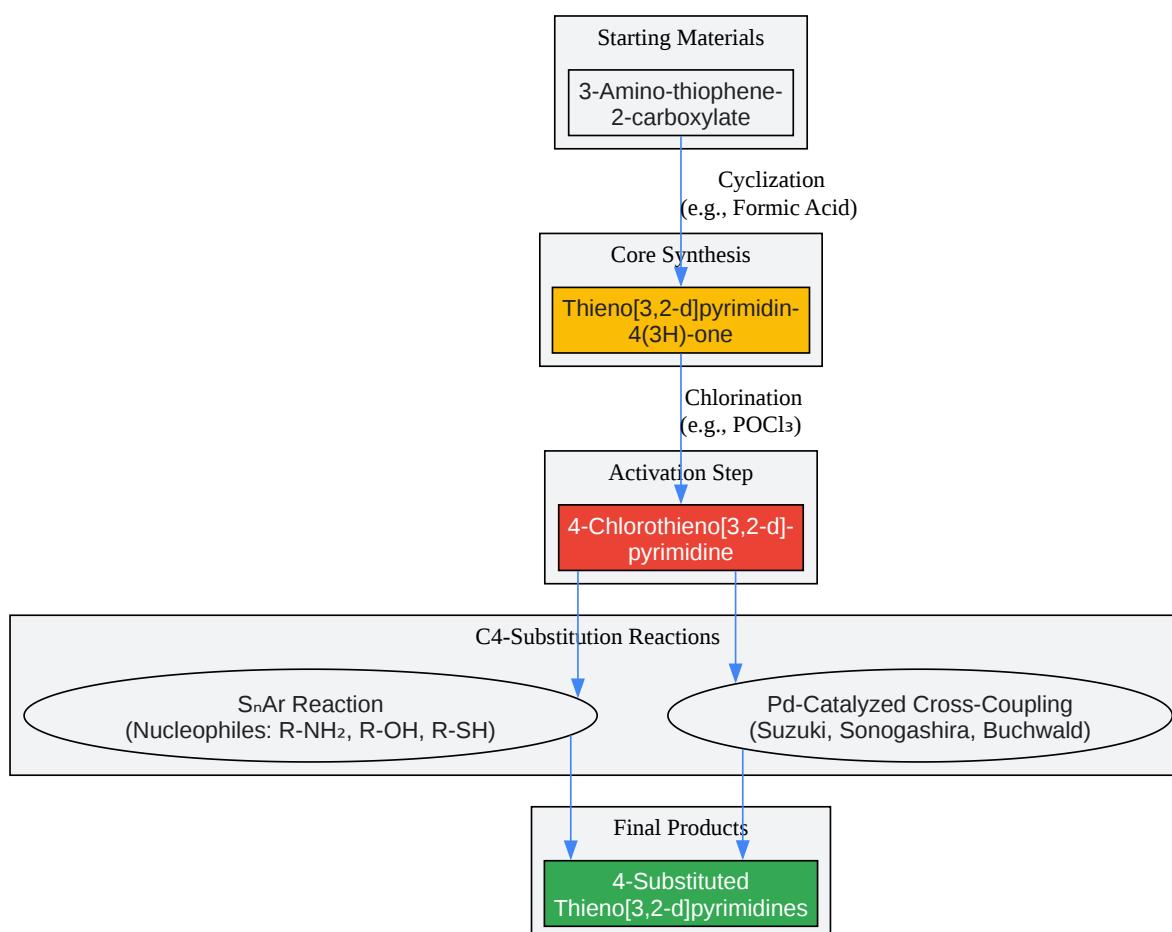 Starting Materials
3-Amino-thiophene-
2-carboxylate
Cyclization
(e.g., Formic Acid)
Core Synthesis
Thieno[3,2-d]pyrimidin-
4(3H)-one
Chlorination
(e.g., POCl₃)
Activation Step
4-Chlorothieno[3,2-d]-
pyrimidine
C4-Substitution Reactions
SₙAr Reaction
(Nucleophiles: R-NH₂, R-OH, R-SH)
Pd-Catalyzed Cross-Coupling
(Suzuki, Sonogashira, Buchwald)
Final Products
4-Substituted
Thieno[3,2-d]pyrimidines